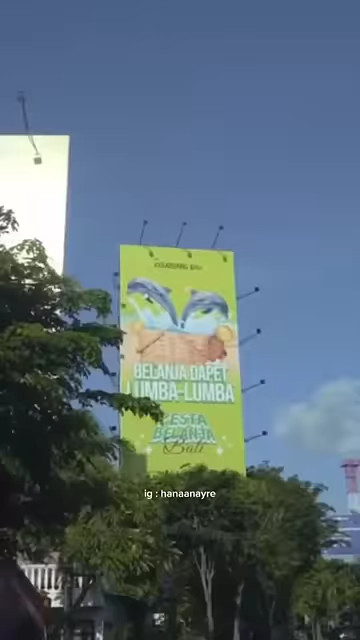 BELANJA DAPET
LUMBA-LUMBA
PESTA
BELANJA
Bali
ig : hanaanayre